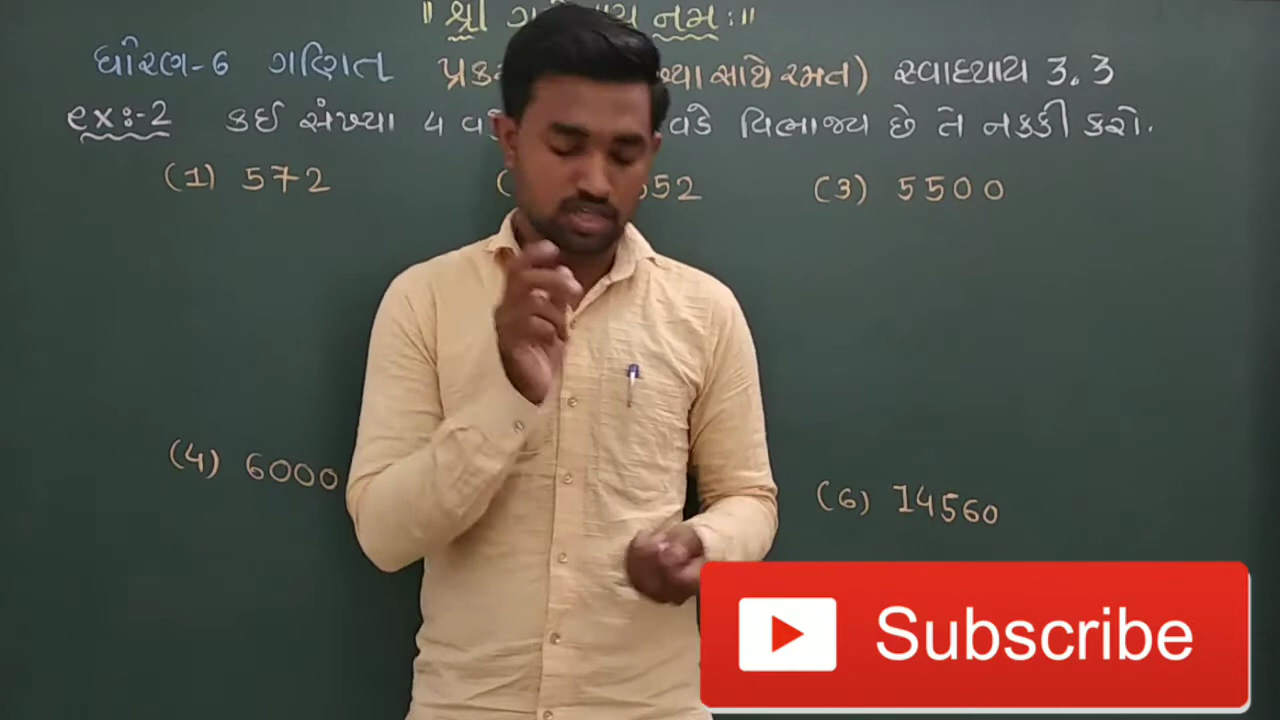 ॥ શ્રી નમઃ ॥
ધોરણ-6 ગણિત સાથે રમત) સ્વાધ્યાય 3.3
ex:-2 કઈ સંખ્યા 4 વડે વિભાજ્ય છે તે નક્કી કરો.
(1) 572 (3) 5500
(4) 6000 (6) 14560
Subscribe